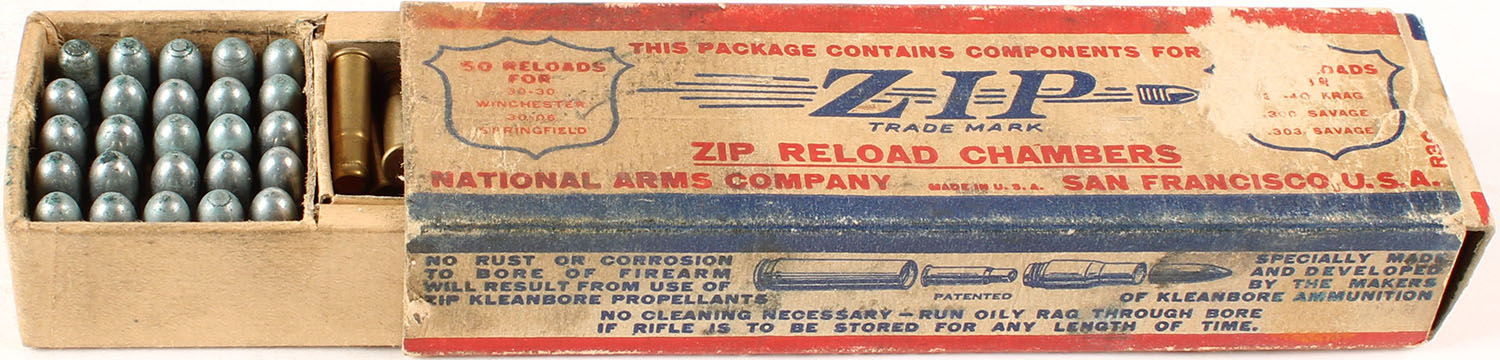 THIS PACKAGE CONTAINS COMPONENTS FOR
50 RELOADS
FOR
30-30
WINCHESTER
30-06
SPRINGFIELD
ZIP
TRADE MARK
KRAG
SAVAGE
.303 SAVAGE
ZIP RELOAD CHAMBERS
NATIONAL ARMS COMPANY MADE IN U.S.A. SAN FRANCISCO, U.S.A.
NO RUST OR CORROSION
TO BORE OF FIREARM
WILL RESULT FROM USE OF
ZIP KLEANBORE PROPELLANTS
PATENTED
SPECIALLY MADE
AND DEVELOPED
BY THE MAKERS
OF KLEANBORE AMMUNITION
NO CLEANING NECESSARY — RUN OILY RAG THROUGH BORE
IF RIFLE IS TO BE STORED FOR ANY LENGTH OF TIME.